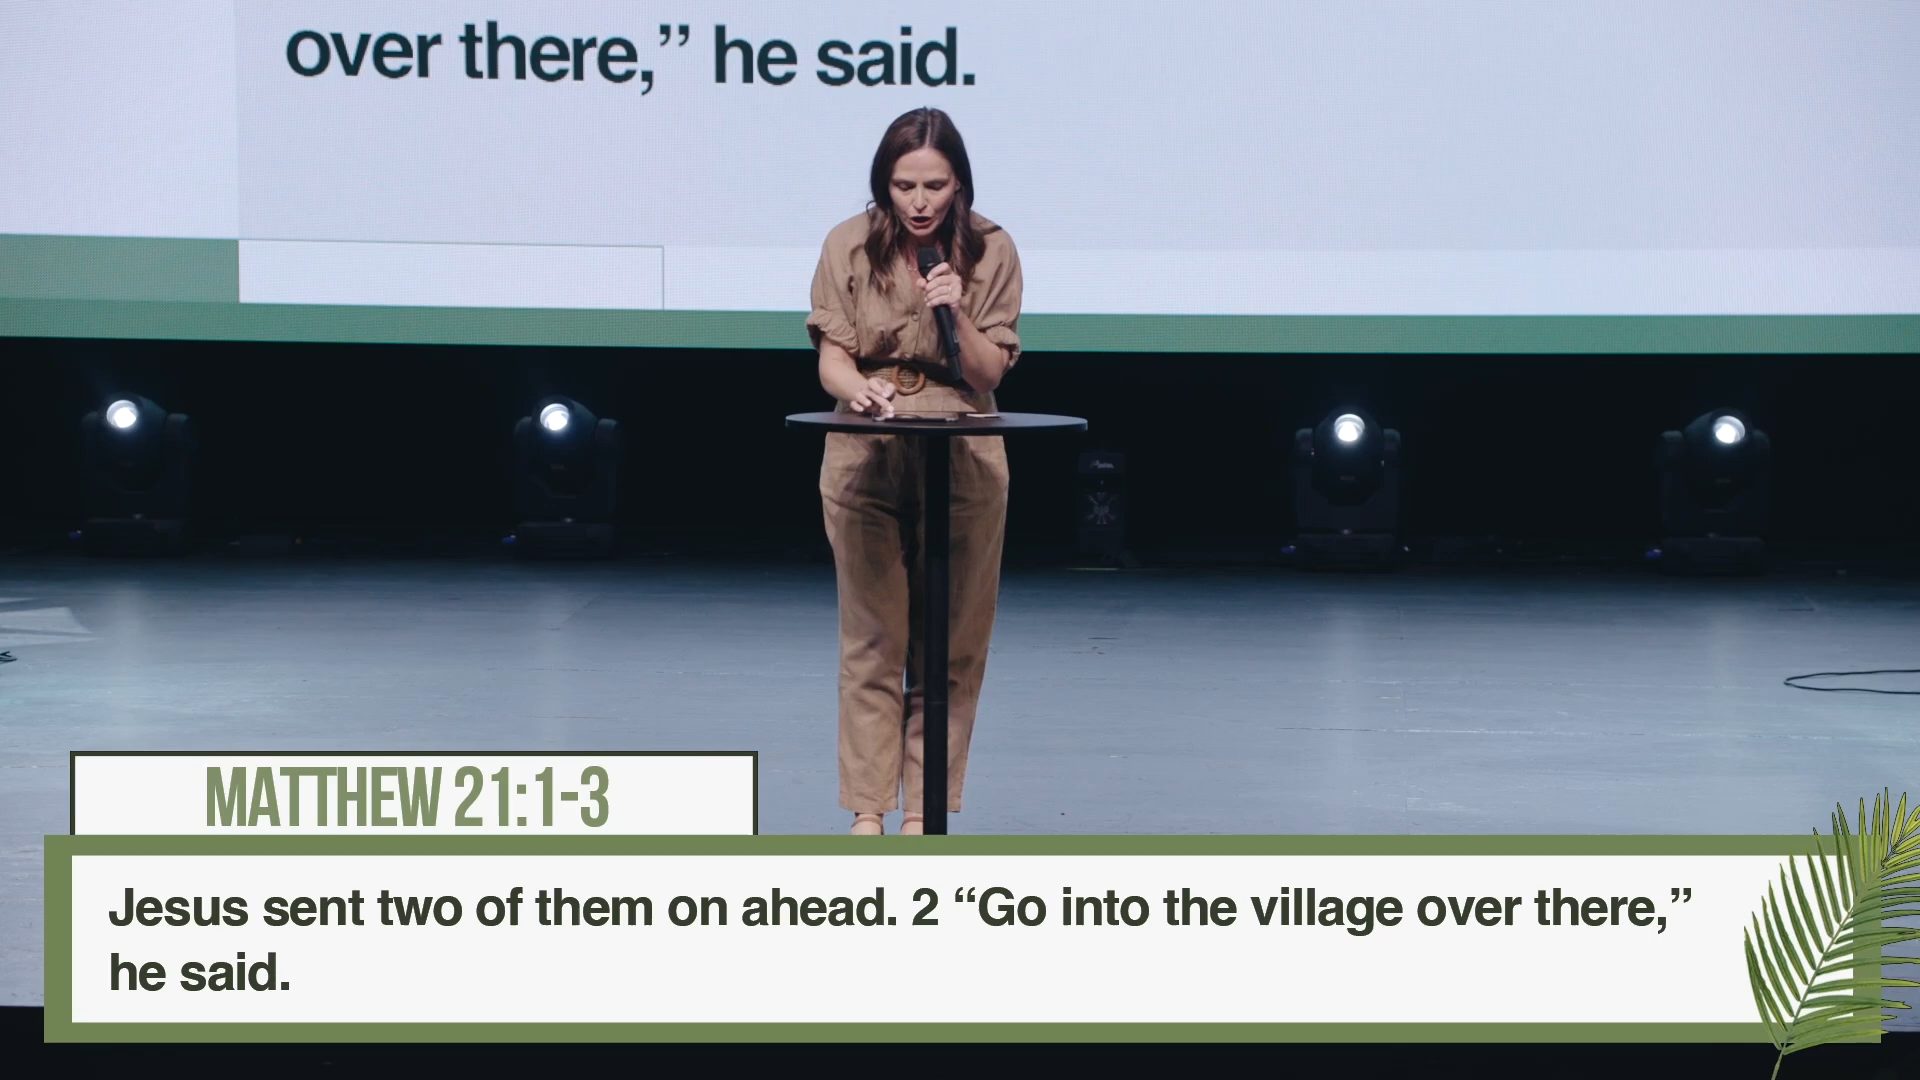 over there,” he said.
MATTHEW 21:1-3
Jesus sent two of them on ahead. 2 “Go into the village over there,”
he said.